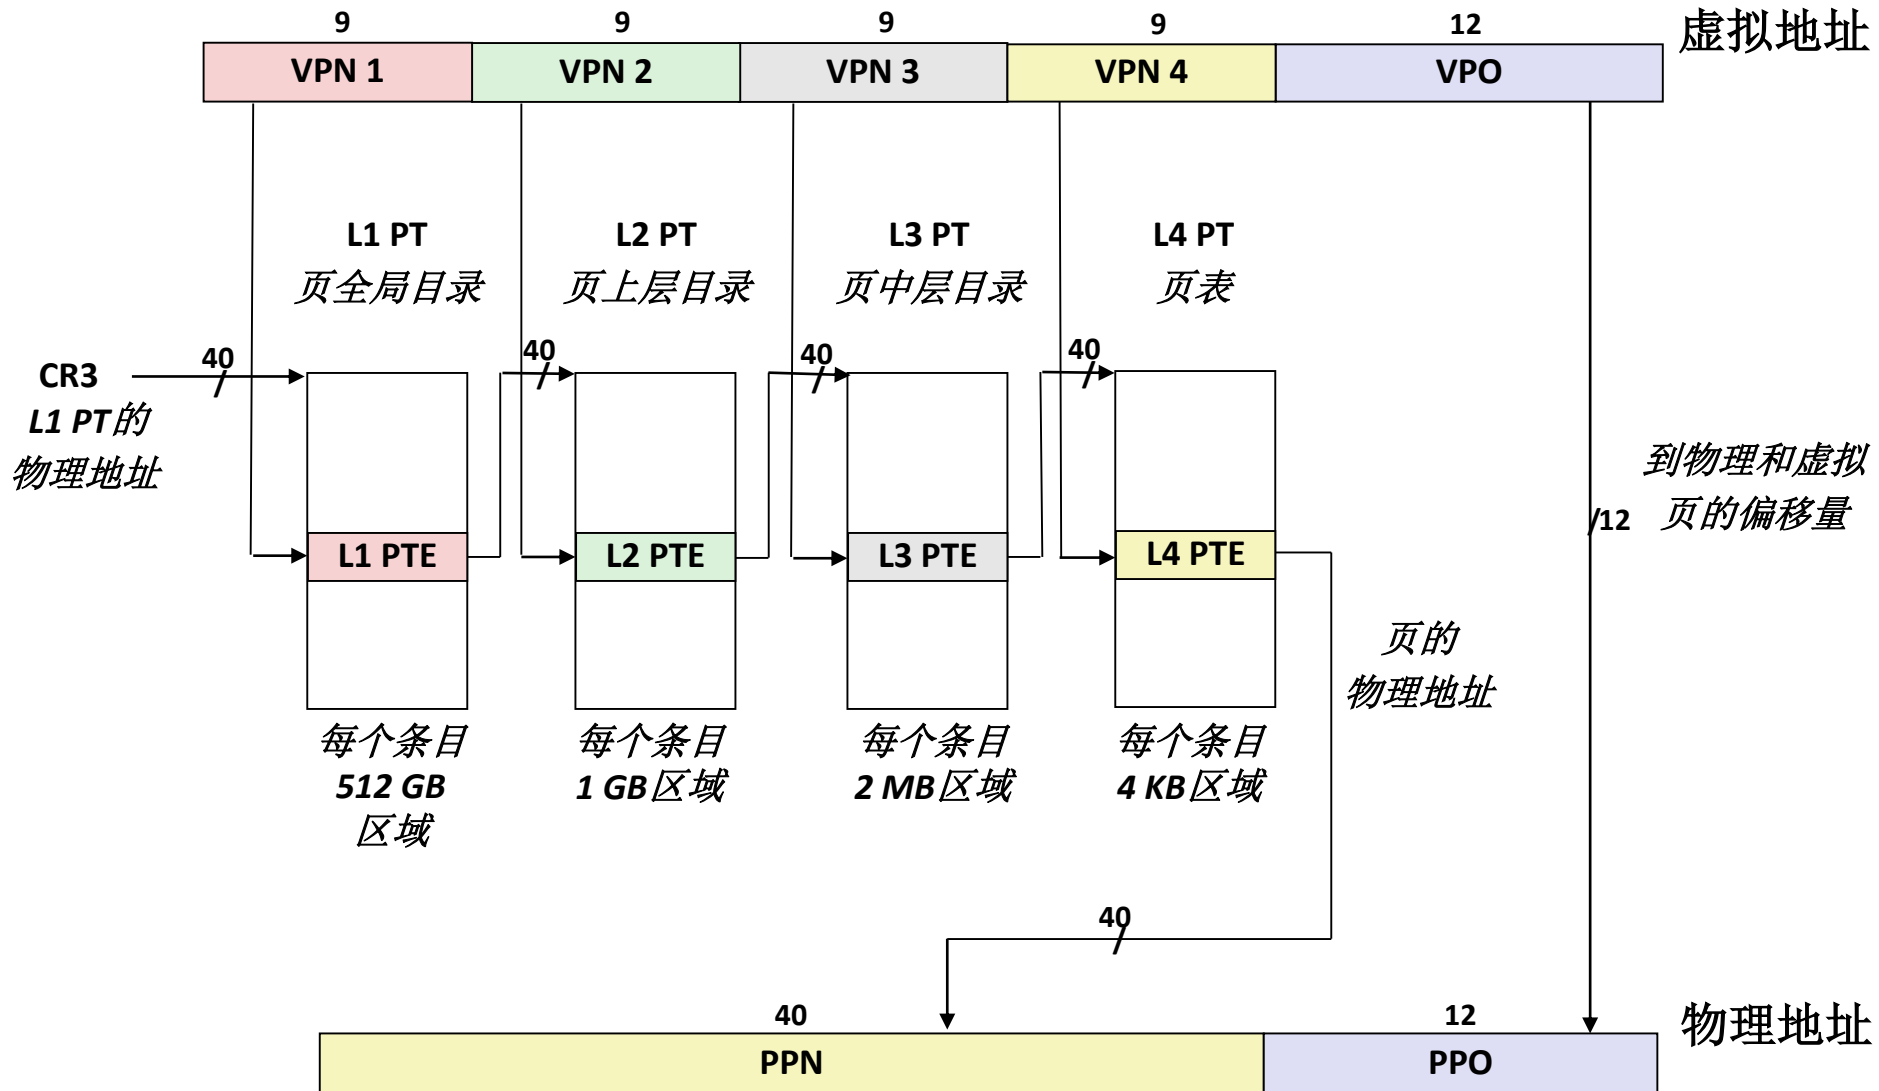 9 9 9 9 12
虚拟地址
VPN 1 VPN 2 VPN 3 VPN 4 VPO
L1 PT L2 PT L3 PT L4 PT
页全局目录 页上层目录 页中层目录 页表
40 40 40 40
CR3
L1 PT的
物理地址
到物理和虚拟
页的偏移量
/12
L1 PTE L2 PTE L3 PTE L4 PTE
页的
物理地址
每个条目 每个条目 每个条目 每个条目
512 GB 1 GB区域 2 MB区域 4 KB区域
区域
40
40 12
物理地址
PPN PPO